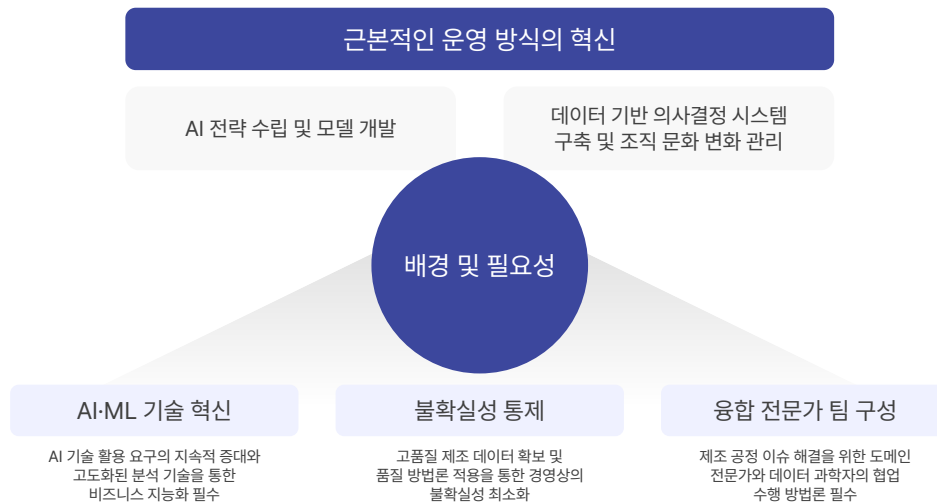 근본적인 운영 방식의 혁신
AI 전략 수립 및 모델 개발
데이터 기반 의사결정 시스템
구축 및 조직 문화 변화 관리
배경 및 필요성
AI·ML 기술 혁신
AI 기술 활용 요구의 지속적 증대와
고도화된 분석 기술을 통한
비즈니스 지능화 필수
불확실성 통제
고품질 제조 데이터 확보 및
품질 방법론 적용을 통한 경영상의
불확실성 최소화
융합 전문가 팀 구성
제조 공정 이슈 해결을 위한 도메인
전문가와 데이터 과학자의 협업
수행 방법론 필수